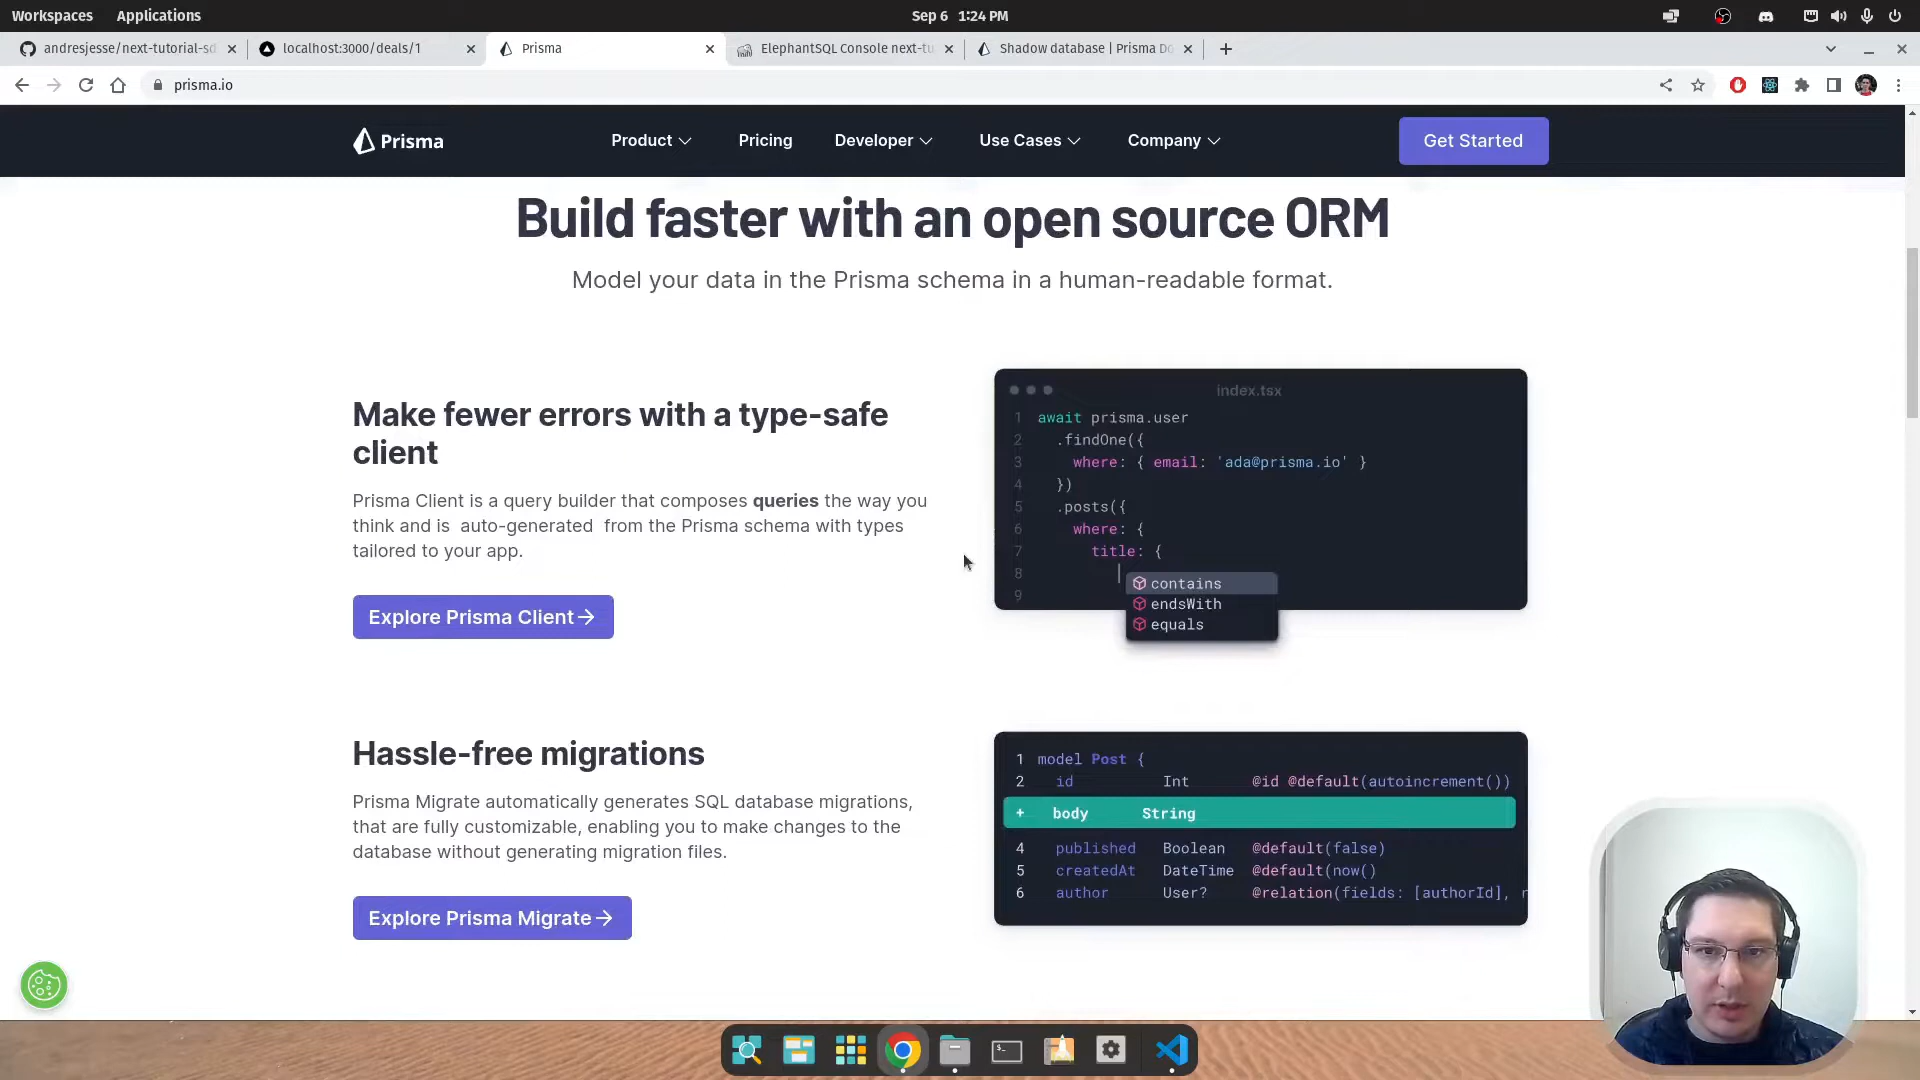 Workspaces Applications Sep 6 1:24 PM
andresjesse/next-tutorial-sd localhost:3000/deals/1 Prisma ElephantSQL Console next-tu Shadow database | Prisma Do
prisma.io
Prisma Product Pricing Developer Use Cases Company Get Started
Build faster with an open source ORM
Model your data in the Prisma schema in a human-readable format.
Make fewer errors with a type-safe
client
Prisma Client is a query builder that composes queries the way you
think and is auto-generated from the Prisma schema with types
tailored to your app.
Explore Prisma Client
index.tsx
1 await prisma.user
2 .findOne({
3 where: { email: 'ada@prisma.io' }
4 })
5 .posts({
6 where: {
7 title: {
8
contains
9
endsWith
equals
Hassle-free migrations
Prisma Migrate automatically generates SQL database migrations,
that are fully customizable, enabling you to make changes to the
database without generating migration files.
Explore Prisma Migrate
1 model Post {
2 id Int @id @default(autoincrement())
+ body String
4 published Boolean @default(false)
5 createdAt DateTime @default(now()
6 author User? @relation(fields: [authorId], r